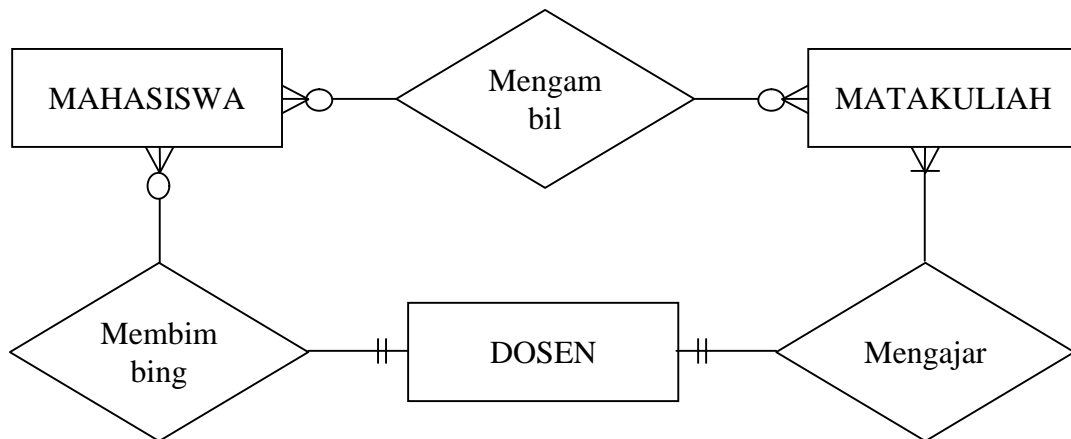 MAHASISWA
Mengam
bil
MATAKULIAH
Membim
bing
DOSEN
Mengajar